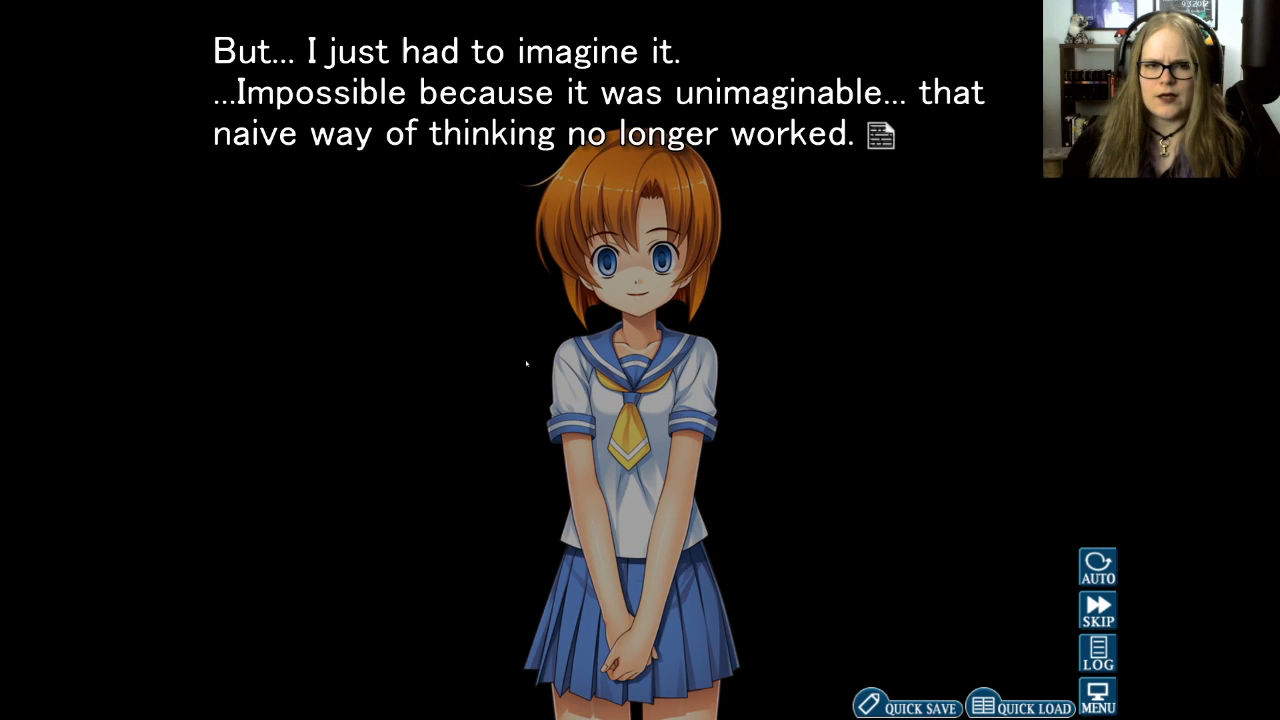 But... I just had to imagine it.
...Impossible because it was unimaginable... that
naive way of thinking no longer worked.
AUTO
SKIP
LOG
MENU
QUICK SAVE
QUICK LOAD